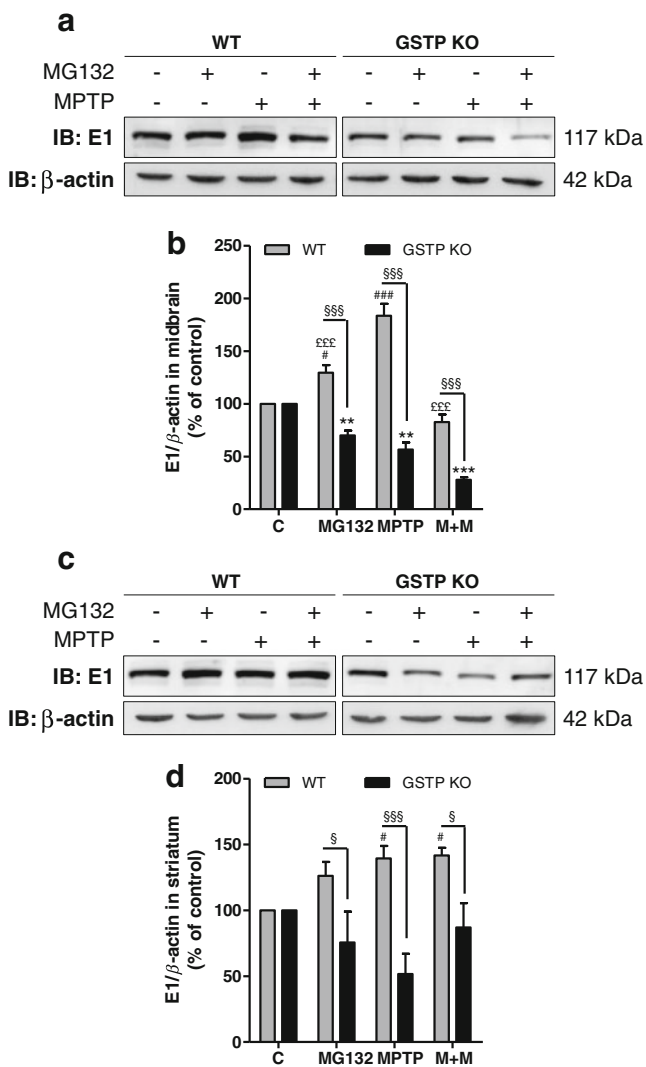 a
WT GSTP KO
MG132 - + - + - + - +
MPTP - - + + - - + +
IB: E1 117 kDa
IB: β-actin 42 kDa
b
WT GSTP KO
E1/β-actin in midbrain
(% of control)
250
200
150
100
50
0
£££
#
§§§
**
###
§§§
**
£££
§§§
***
C MG132 MPTP M+M
c
WT GSTP KO
MG132 - + - + - + - +
MPTP - - + + - - + +
IB: E1 117 kDa
IB: β-actin 42 kDa
d
WT GSTP KO
E1/β-actin in striatum
(% of control)
200
150
100
50
0
§
#
§§§
#
§
C MG132 MPTP M+M